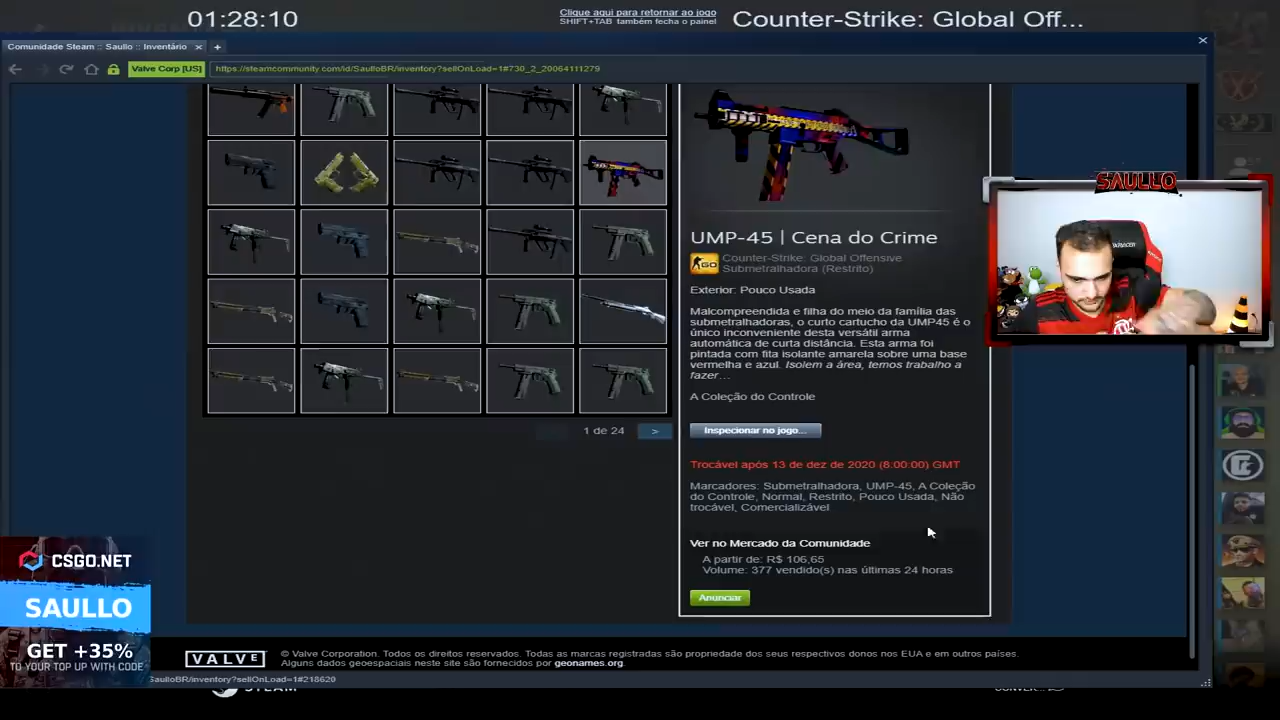 01:28:10
Clique aqui para retornar ao jogo
SHIFT+TAB também fecha o painel
Counter-Strike: Global Off...
Comunidade Steam :: Saullo :: Inventário
Valve Corp [US]
https://steamcommunity.com/id/SaulloBR/inventory?sellOnLoad=1#730_2_20064111279
SAULLO
UMP-45 | Cena do Crime
GO
Counter-Strike: Global Offensive
Submetralhadora (Restrito)
Exterior: Pouco Usada
Malcompreendida e filha do meio da família das
submetralhadoras, o curto cartucho da UMP45 é o
único inconveniente desta versátil arma
automática de curta distância. Esta arma foi
pintada com fita isolante amarela sobre uma base
vermelha e azul. Isolem a área, temos trabalho a
fazer…
A Coleção do Controle
1 de 24
>
Inspecionar no jogo...
Trocável após 13 de dez de 2020 (8:00:00) GMT
Marcadores: Submetralhadora, UMP-45, A Coleção
do Controle, Normal, Restrito, Pouco Usada, Não
trocável, Comercializável
Ver no Mercado da Comunidade
A partir de: R$ 106,65
Volume: 377 vendido(s) nas últimas 24 horas
Anunciar
CSGO.NET
SAULLO
GET +35%
TO YOUR TOP UP WITH CODE
VALVE
© Valve Corporation. Todos os direitos reservados. Todas as marcas registradas são propriedade dos seus respectivos donos nos EUA e em outros países.
Alguns dados geoespaciais neste site são fornecidos por geonames.org.
SaulloBR/inventory?sellOnLoad=1#218620
STEAM